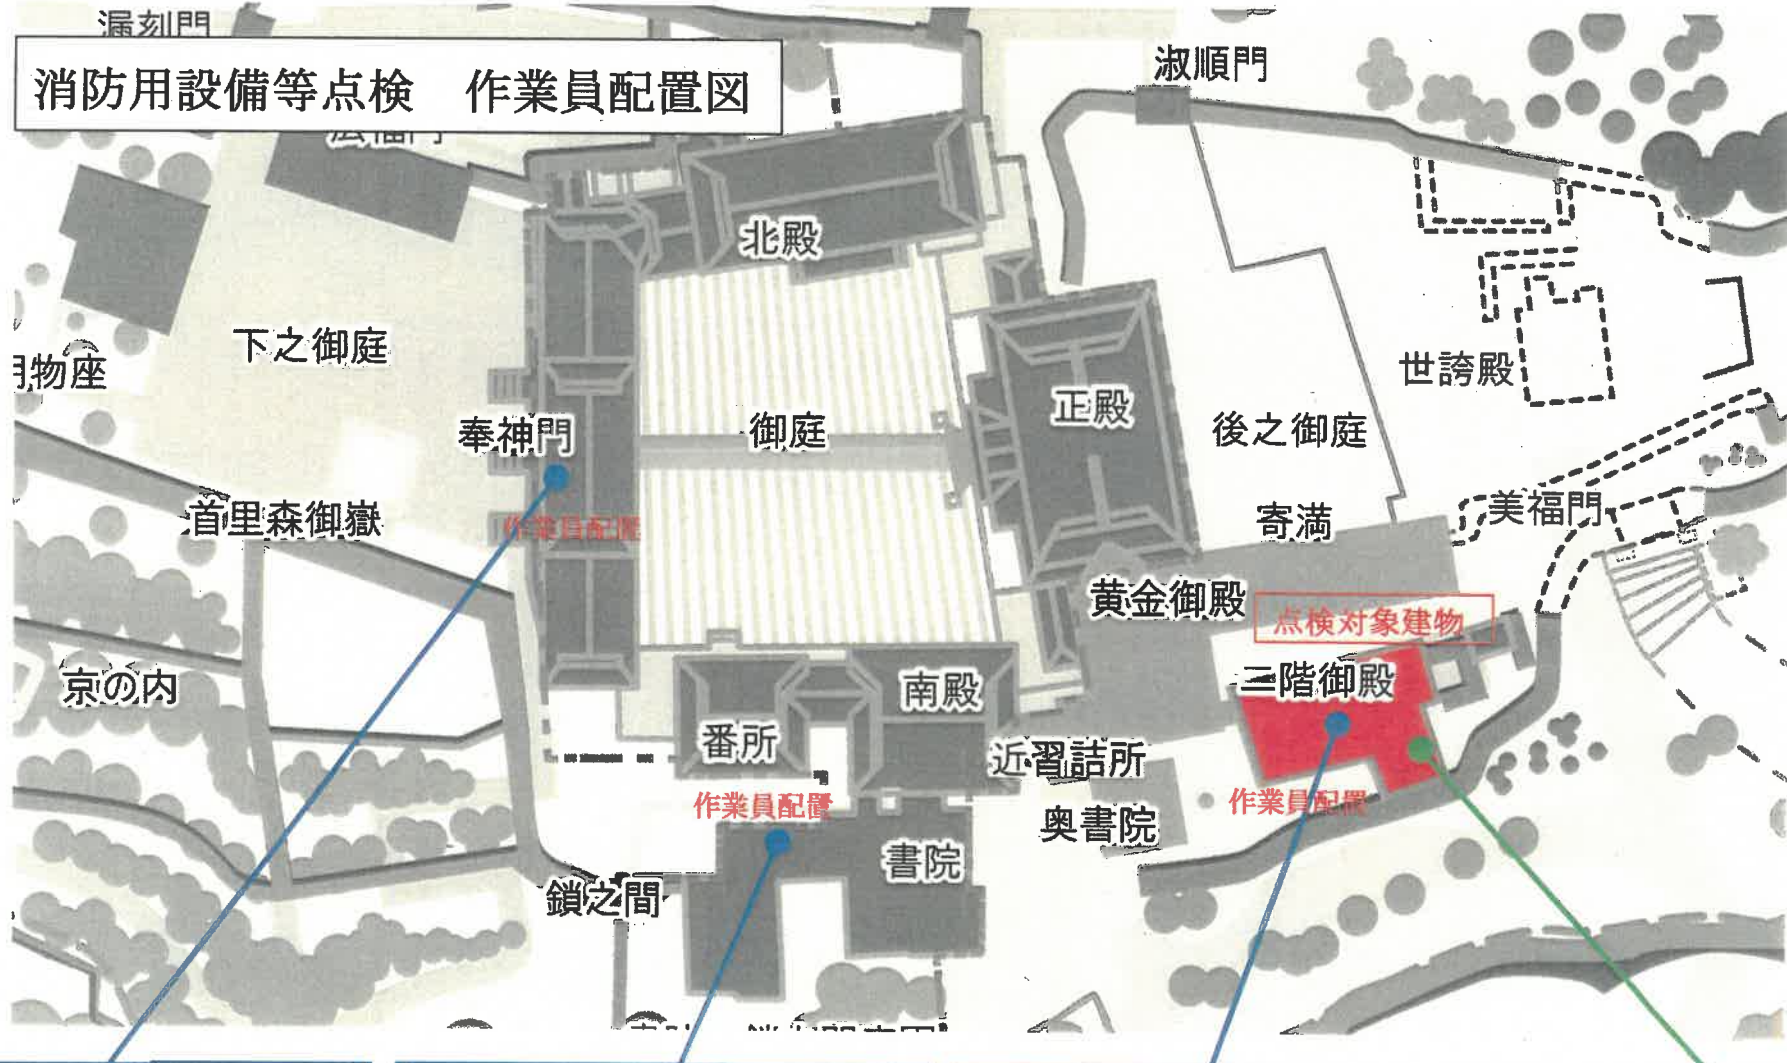 漏刻門
消防用設備等点検　作業員配置図
淑順門
北殿
下之御庭
世誇殿
正殿
奉神門
御庭
後之御庭
首里森御嶽
作業員配置
寄満
美福門
黄金御殿
点検対象建物
京の内
南殿
二階御殿
番所
近習詰所
作業員配置
作業員配置
奥書院
書院
鎖之間